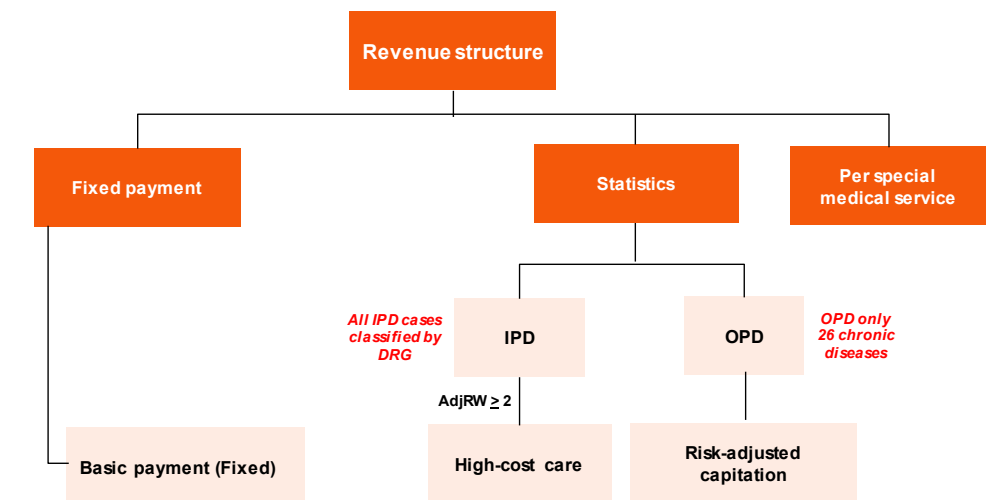 Revenue structure
Fixed payment
Statistics
Per special
medical service
All IPD cases
classified by
DRG
IPD
OPD
OPD only
26 chronic
diseases
AdjRW ≥ 2
Basic payment (Fixed)
High-cost care
Risk-adjusted
capitation